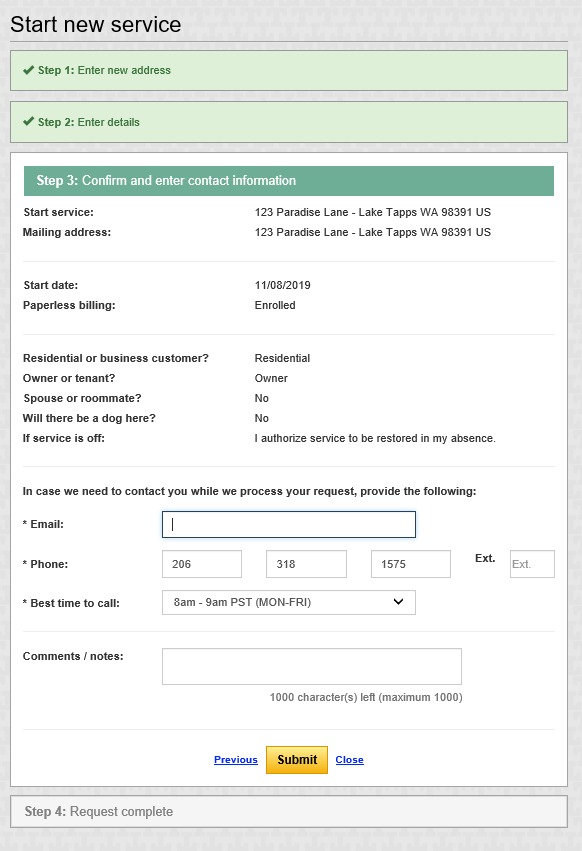 Start new service
Step 1: Enter new address
Step 2: Enter details
Step 3: Confirm and enter contact information
Start service: 123 Paradise Lane - Lake Tapps WA 98391 US
Mailing address: 123 Paradise Lane - Lake Tapps WA 98391 US
Start date: 11/08/2019
Paperless billing: Enrolled
Residential or business customer? Residential
Owner or tenant? Owner
Spouse or roommate? No
Will there be a dog here? No
If service is off: I authorize service to be restored in my absence.
In case we need to contact you while we process your request, provide the following:
* Email:
* Phone: 206 318 1575 Ext. Ext.
* Best time to call: 8am - 9am PST (MON-FRI)
Comments / notes:
1000 character(s) left (maximum 1000)
Previous Submit Close
Step 4: Request complete